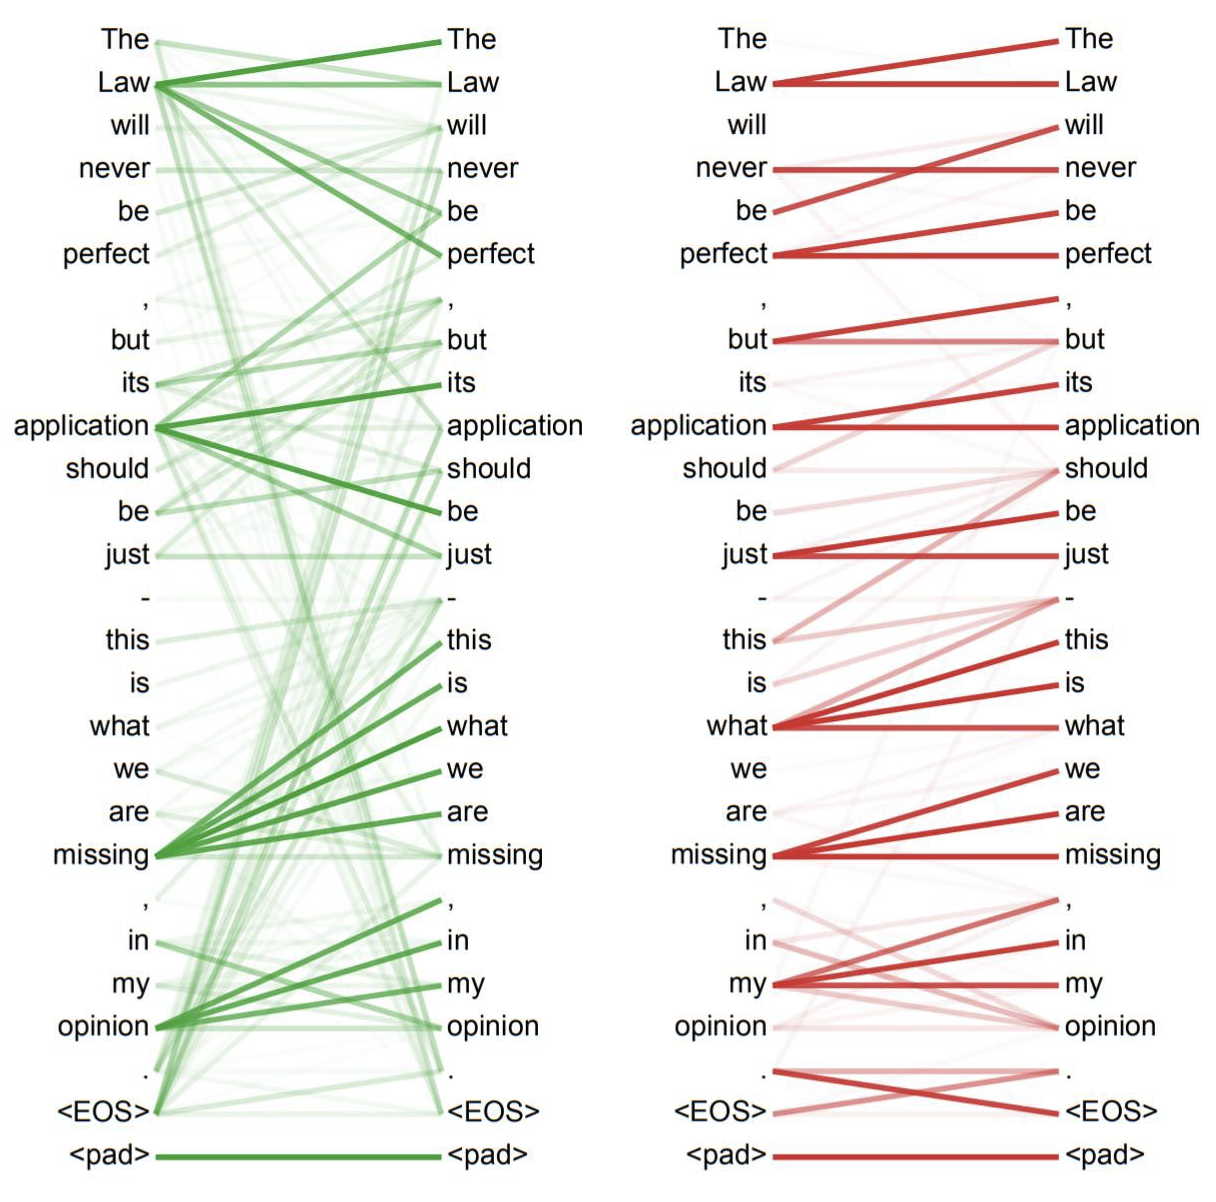 The The The The
Law Law Law Law
will will will will
never never never never
be be be be
perfect perfect perfect perfect
, , , ,
but but but but
its its its its
application application application application
should should should should
be be be be
just just just just
- - - -
this this this this
is is is is
what what what what
we we we we
are are are are
missing missing missing missing
, , , ,
in in in in
my my my my
opinion opinion opinion opinion
. . . .
<EOS> <EOS> <EOS> <EOS>
<pad> <pad> <pad> <pad>